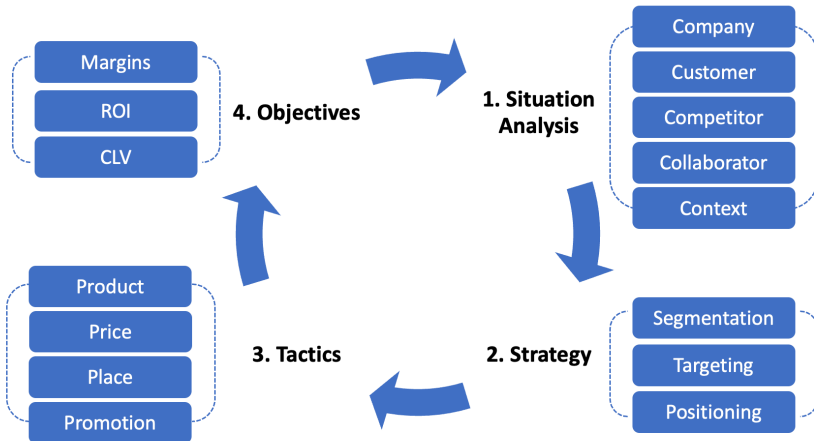 Margins
ROI
CLV
4. Objectives
1. Situation
Analysis
Company
Customer
Competitor
Collaborator
Context
Product
Price
Place
Promotion
3. Tactics
2. Strategy
Segmentation
Targeting
Positioning